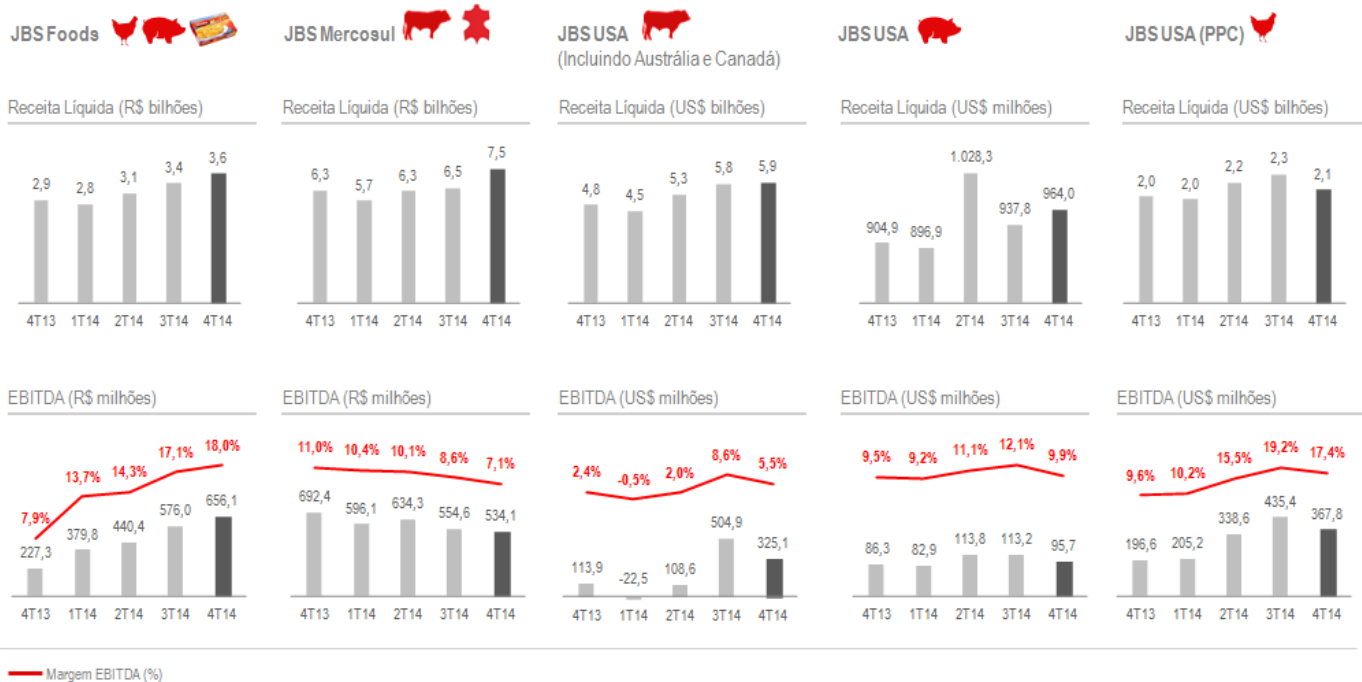 JBS Foods
JBS Mercosul
JBS USA
(Incluindo Austrália e Canadá)
JBS USA
JBS USA (PPC)
Receita Líquida (R$ bilhões)
2,9 2,8 3,1 3,4 3,6
4T13 1T14 2T14 3T14 4T14
Receita Líquida (R$ bilhões)
6,3 5,7 6,3 6,5 7,5
4T13 1T14 2T14 3T14 4T14
Receita Líquida (US$ bilhões)
4,8 4,5 5,3 5,8 5,9
4T13 1T14 2T14 3T14 4T14
Receita Líquida (US$ milhões)
904,9 896,9 1.028,3 937,8 964,0
4T13 1T14 2T14 3T14 4T14
Receita Líquida (US$ bilhões)
2,0 2,0 2,2 2,3 2,1
4T13 1T14 2T14 3T14 4T14
EBITDA (R$ milhões)
7,9% 13,7% 14,3% 17,1% 18,0%
227,3 379,8 440,4 576,0 656,1
4T13 1T14 2T14 3T14 4T14
EBITDA (R$ milhões)
11,0% 10,4% 10,1% 8,6% 7,1%
692,4 596,1 634,3 554,6 534,1
4T13 1T14 2T14 3T14 4T14
EBITDA (US$ milhões)
2,4% -0,5% 2,0% 8,6% 5,5%
113,9 -22,5 108,6 504,9 325,1
4T13 1T14 2T14 3T14 4T14
EBITDA (US$ milhões)
9,5% 9,2% 11,1% 12,1% 9,9%
86,3 82,9 113,8 113,2 95,7
4T13 1T14 2T14 3T14 4T14
EBITDA (US$ milhões)
9,6% 10,2% 15,5% 19,2% 17,4%
196,6 205,2 338,6 435,4 367,8
4T13 1T14 2T14 3T14 4T14
Margem EBITDA (%)